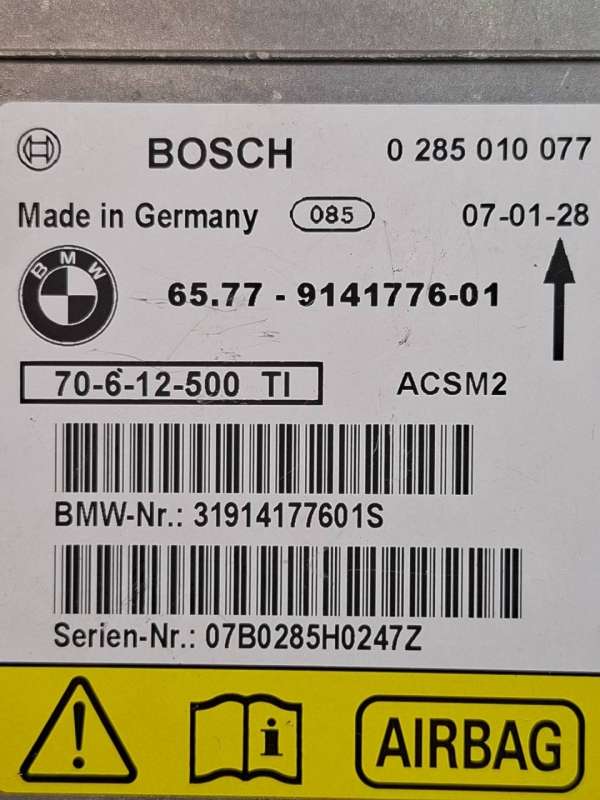 BOSCH 0 285 010 077
Made in Germany 085 07-01-28
BMW
65.77 - 9141776-01
70-6-12-500 TI ACSM2
BMW-Nr.: 31914177601S
Serien-Nr.: 07B0285H0247Z
! i AIRBAG